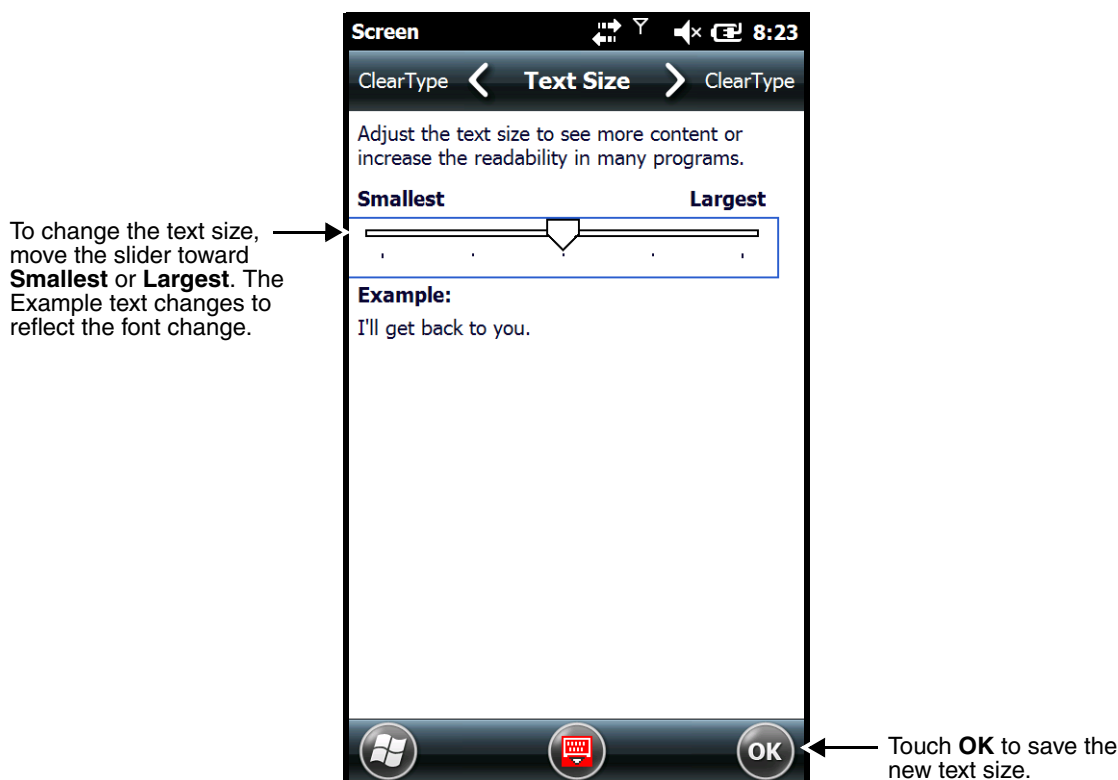 Screen
8:23
ClearType
Text Size
ClearType
Adjust the text size to see more content or
increase the readability in many programs.
Smallest
Largest
Example:
I'll get back to you.
OK
To change the text size,
move the slider toward
Smallest or Largest. The
Example text changes to
reflect the font change.
Touch OK to save the
new text size.